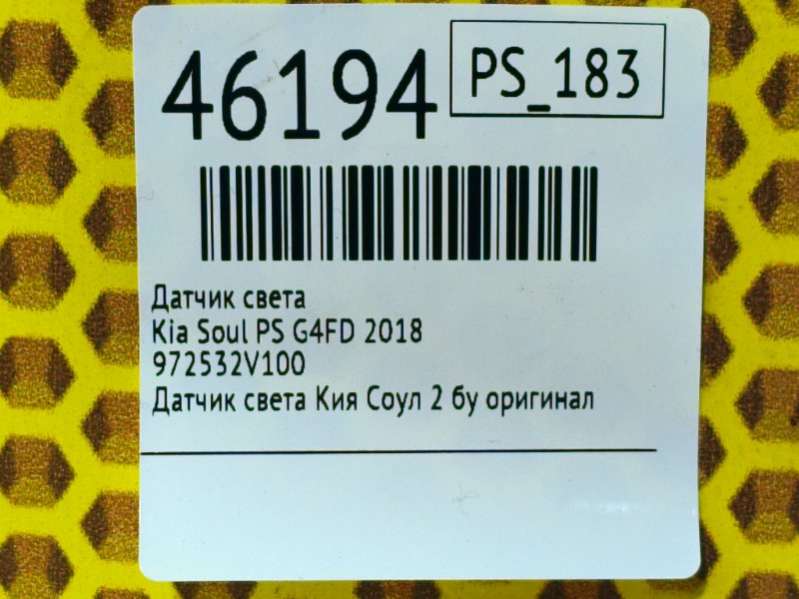 46194
PS_183
Датчик света
Kia Soul PS G4FD 2018
972532V100
Датчик света Кия Соул 2 бу оригинал